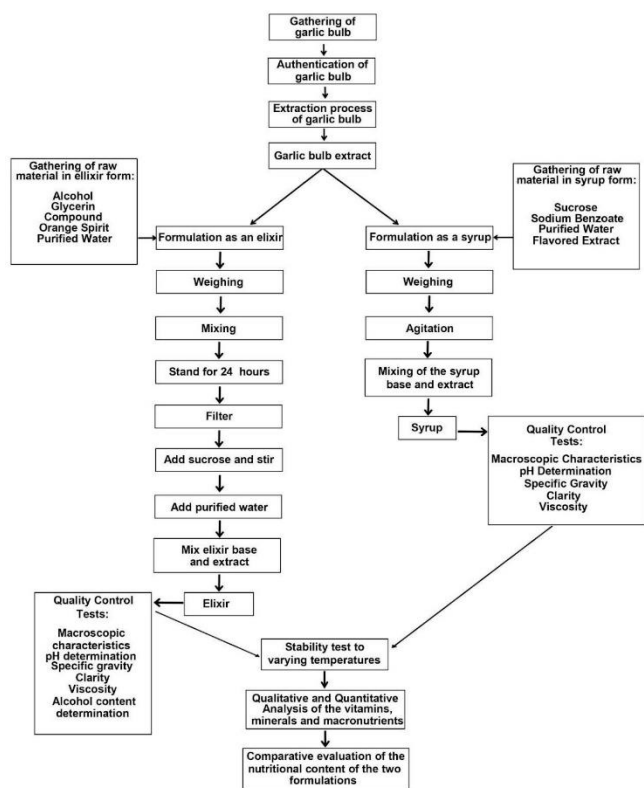 Gathering of
garlic bulb
Authentication of
garlic bulb
Extraction process
of garlic bulb
Garlic bulb extract
Gathering of raw
material in ellixir form:
Alcohol
Glycerin
Compound
Orange Spirit
Purified Water
Gathering of raw
material in syrup form:
Sucrose
Sodium Benzoate
Purified Water
Flavored Extract
Formulation as an elixir
Weighing
Mixing
Stand for 24 hours
Filter
Add sucrose and stir
Add purified water
Mix elixir base
and extract
Elixir
Quality Control
Tests:
Macroscopic
characteristics
pH determination
Specific gravity
Clarity
Viscosity
Alcohol content
determination
Formulation as a syrup
Weighing
Agitation
Mixing of the syrup
base and extract
Syrup
Quality Control
Tests:
Macroscopic Characteristics
pH Determination
Specific Gravity
Clarity
Viscosity
Stability test to
varying temperatures
Qualitative and Quantitative
Analysis of the vitamins,
minerals and macronutrients
Comparative evaluation of the
nutritional content of the two
formulations